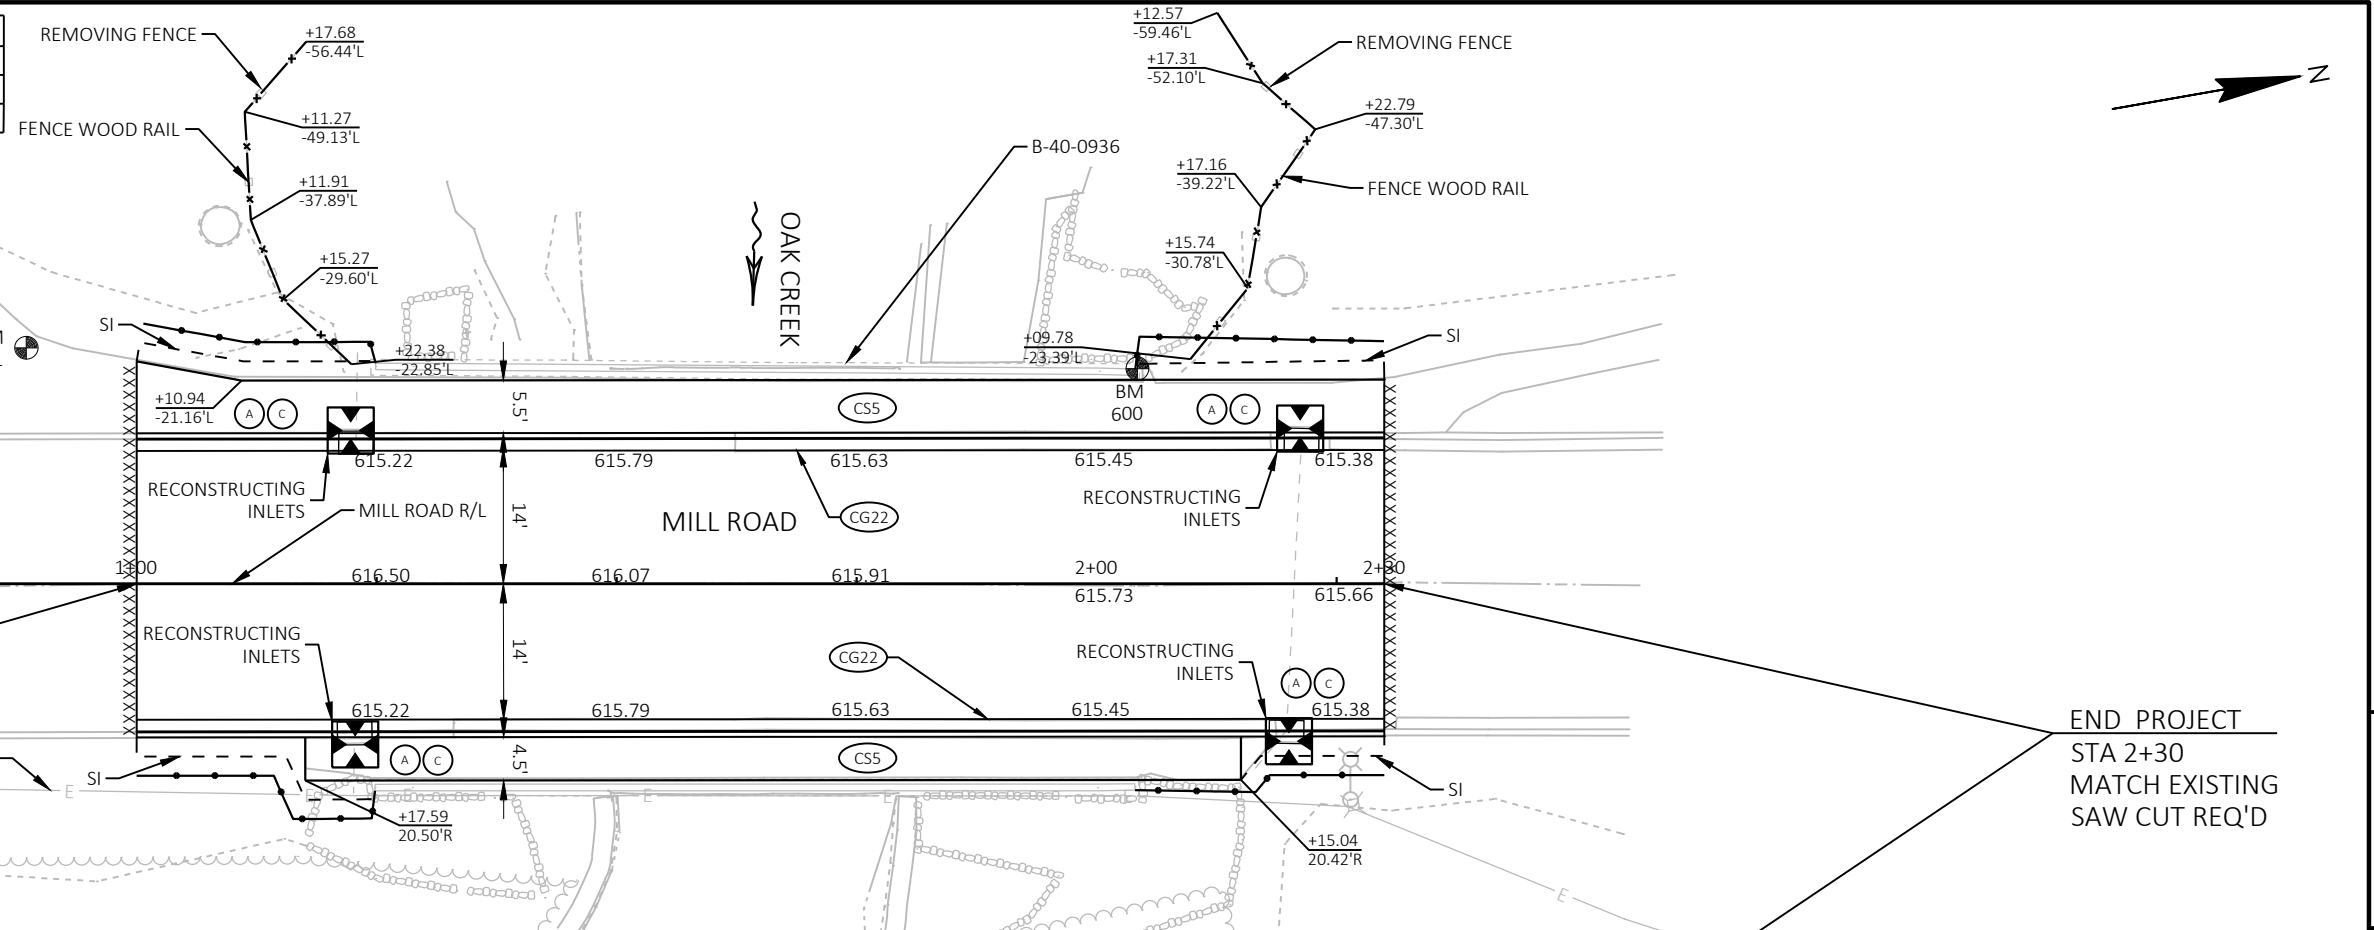 REMOVING FENCE
+17.68
-56.44'L
+12.57
-59.46'L
REMOVING FENCE
+17.31
-52.10'L
N
FENCE WOOD RAIL
+11.27
-49.13'L
+22.79
-47.30'L
B-40-0936
+11.91
-37.89'L
+17.16
-39.22'L
FENCE WOOD RAIL
OAK CREEK
+15.27
-29.60'L
+15.74
-30.78'L
SI
SI
+22.38
-22.85'L
+09.78
-23.39'L
+10.94
-21.16'L
A C
5.5'
CS5
BM
600
A C
615.22
615.79
615.63
615.45
615.38
RECONSTRUCTING
INLETS
MILL ROAD R/L
14'
MILL ROAD
CG22
RECONSTRUCTING
INLETS
1+00
616.50
616.07
615.91
2+00
615.73
2+30
615.66
RECONSTRUCTING
INLETS
14'
CG22
RECONSTRUCTING
INLETS
A C
615.22
615.79
615.63
615.45
615.38
SI
A C
4.5'
CS5
SI
E
E
E
E
E
E
E
+17.59
20.50'R
+15.04
20.42'R
END PROJECT
STA 2+30
MATCH EXISTING
SAW CUT REQ'D